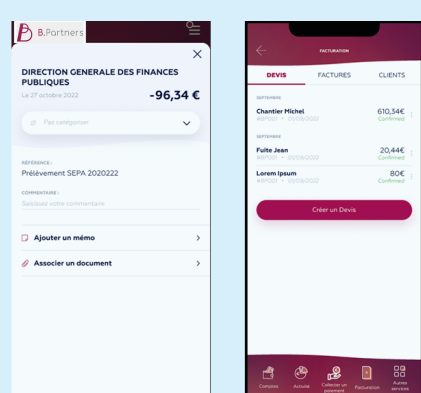 B.Partners
DIRECTION GENERALE DES FINANCES
PUBLIQUES
Le 27 octobre 2022
-96,34 €
Pas catégoriser
RÉFÉRENCE :
Prélèvement SEPA 2020222
COMMENTAIRE :
Saisissez votre commentaire
Ajouter un mémo
Associer un document
FACTURATION
DEVIS
FACTURES
CLIENTS
SEPTEMBRE
Chantier Michel
610,34€
Confirmed
SEPTEMBRE
Fuite Jean
20,44€
Confirmed
Lorem Ipsum
80€
Confirmed
Créer un Devis
Comptes
Activité
Collecter un
paiement
Facturation
Autres
services